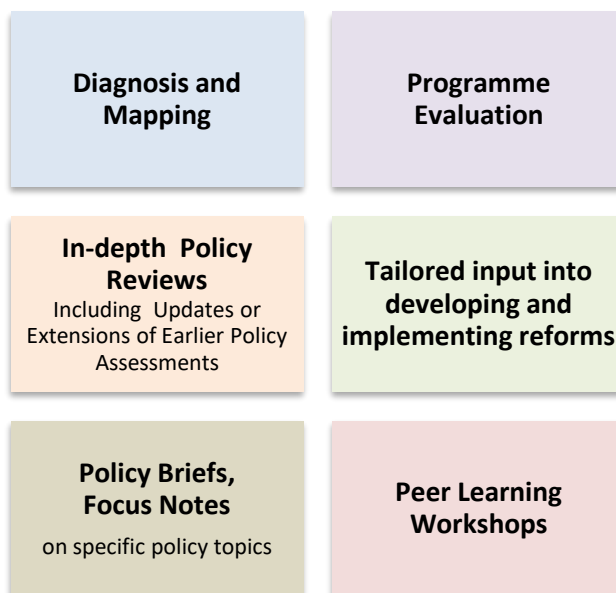 Diagnosis and
Mapping
Programme
Evaluation
In-depth Policy
Reviews
Including Updates or
Extensions of Earlier Policy
Assessments
Tailored input into
developing and
implementing reforms
Policy Briefs,
Focus Notes
on specific policy topics
Peer Learning
Workshops